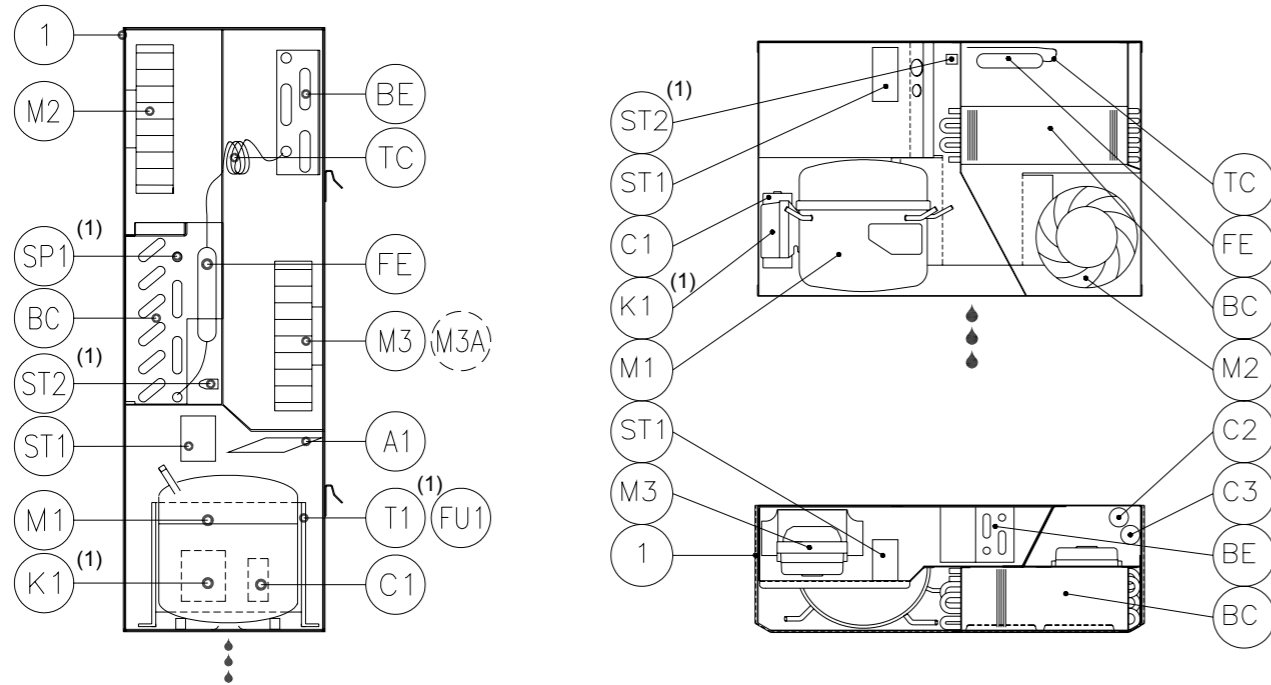 1
M2
SP1 (1)
BC
ST2 (1)
ST1
M1
K1 (1)
BE
TC
FE
M3 M3A
A1
T1 (1) FU1
C1
ST2 (1)
ST1
C1
K1 (1)
M1
ST1
M3
1
TC
FE
BC
M2
C2
C3
BE
BC